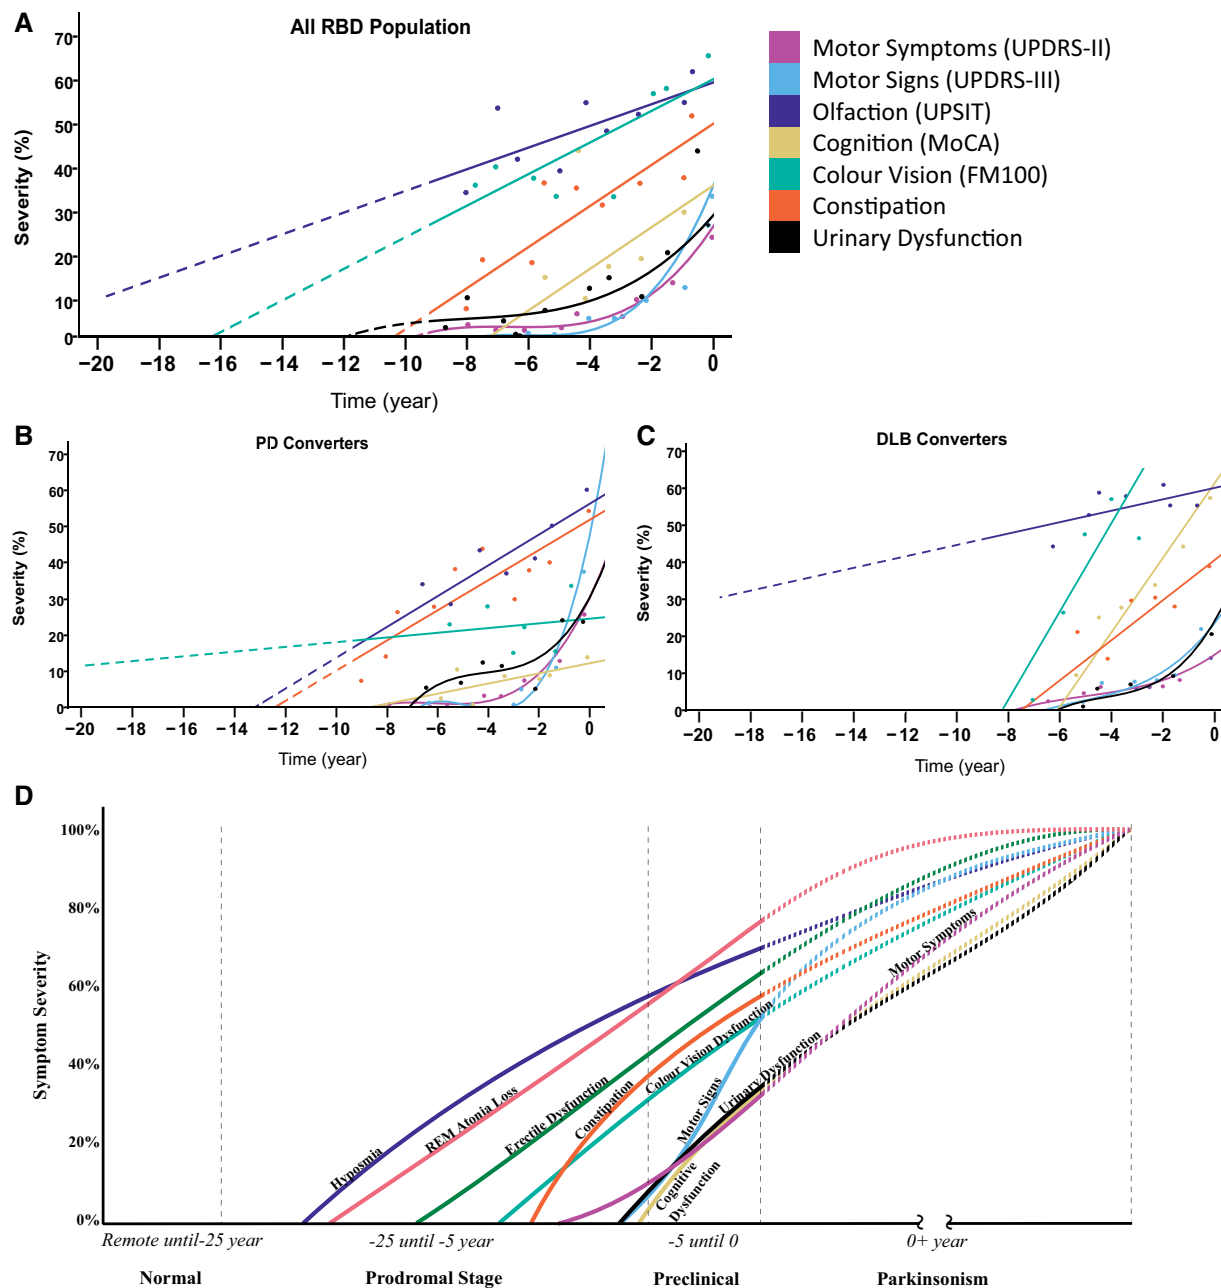 A
All RBD Population
70
60
50
40
30
20
10
0
Severity (%)
−20 −18 −16 −14 −12 −10 −8 −6 −4 −2 0
Time (year)
Motor Symptoms (UPDRS-II)
Motor Signs (UPDRS-III)
Olfaction (UPSIT)
Cognition (MoCA)
Colour Vision (FM100)
Constipation
Urinary Dysfunction
B
PD Converters
70
60
50
40
30
20
10
0
Severity (%)
−20 −18 −16 −14 −12 −10 −8 −6 −4 −2 0
Time (year)
C
DLB Converters
70
60
50
40
30
20
10
0
Severity (%)
−20 −18 −16 −14 −12 −10 −8 −6 −4 −2 0
Time (year)
D
100%
80%
60%
40%
20%
0%
Symptom Severity
Hyposmia
REM Atonia Loss
Erectile Dysfunction
Constipation
Colour Vision Dysfunction
Motor Signs
Urinary Dysfunction
Cognitive
Dysfunction
Motor Symptoms
Remote until-25 year
-25 until -5 year
-5 until 0
0+ year
Normal
Prodromal Stage
Preclinical
Parkinsonism